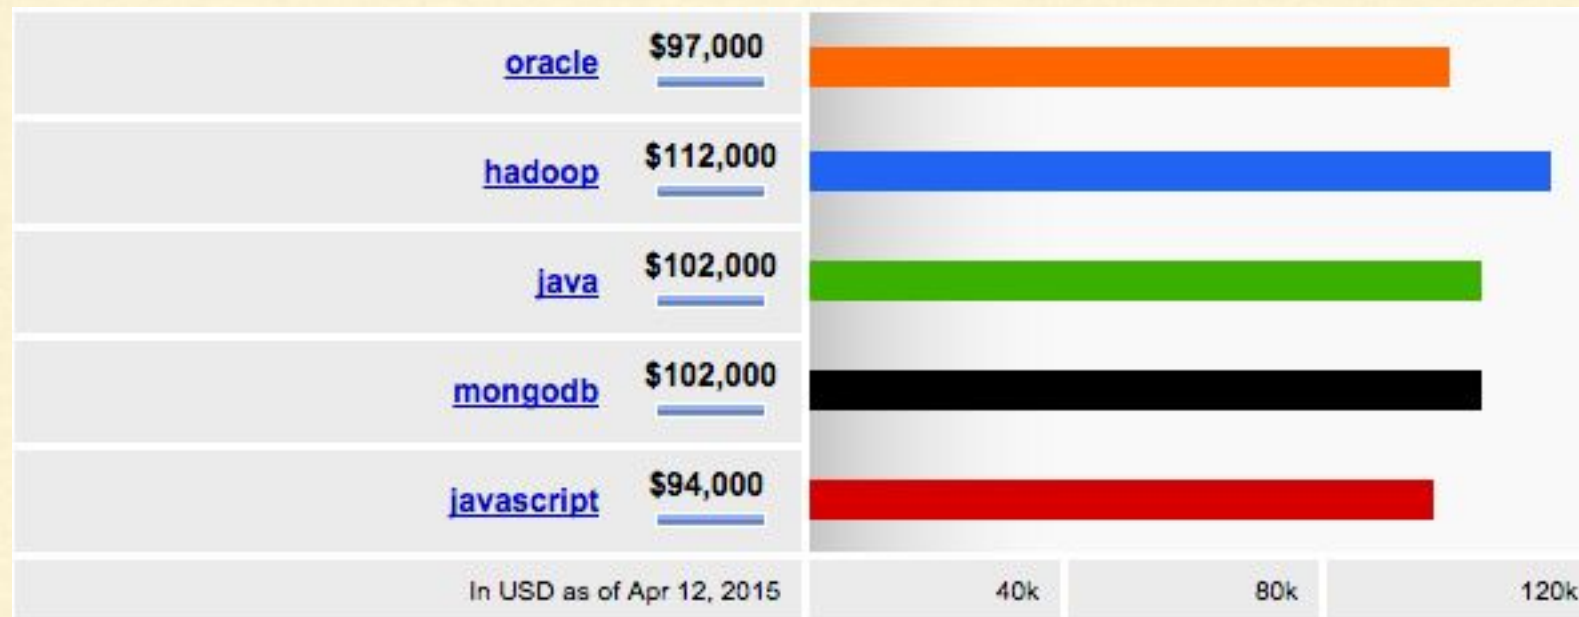 oracle $97,000
hadoop $112,000
java $102,000
mongodb $102,000
javascript $94,000
In USD as of Apr 12, 2015 40k 80k 120k